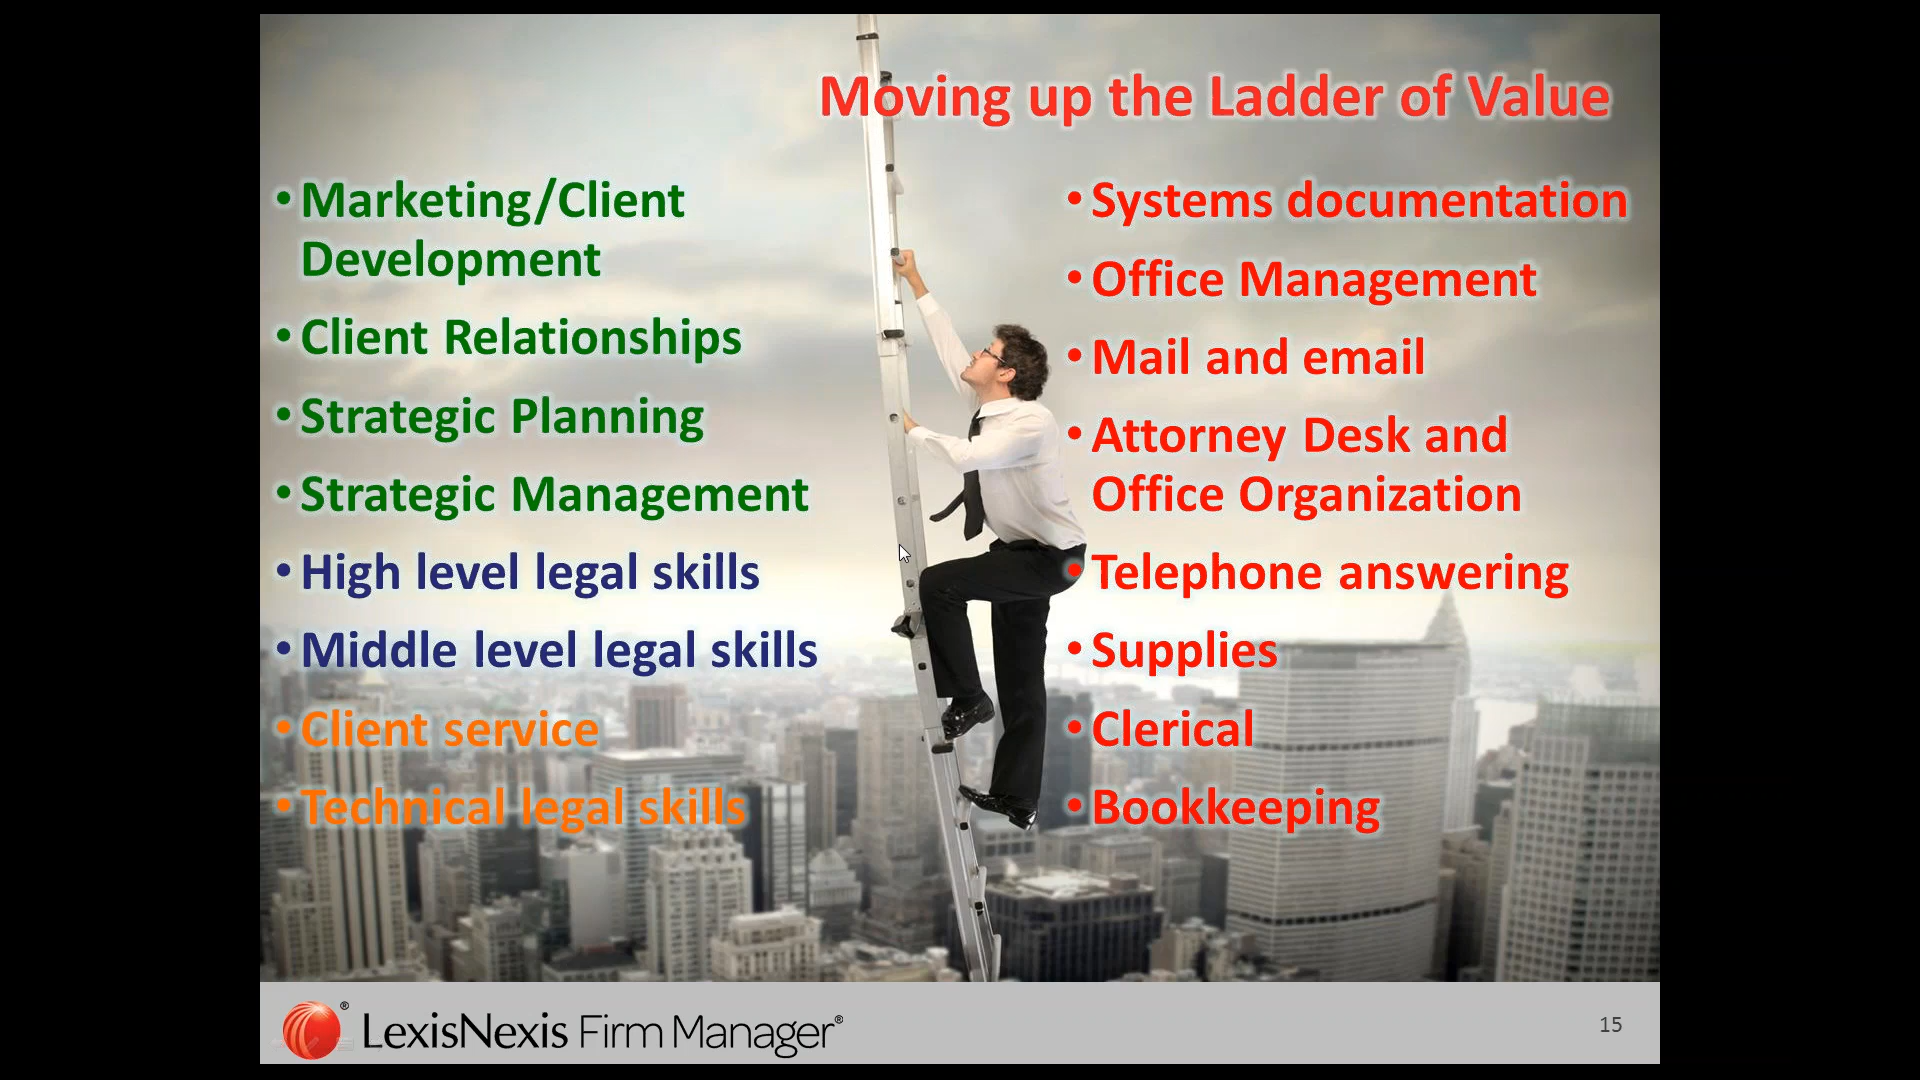 Moving up the Ladder of Value
• Marketing/Client
Development
• Client Relationships
• Strategic Planning
• Strategic Management
• High level legal skills
• Middle level legal skills
• Client service
• Technical legal skills
• Systems documentation
• Office Management
• Mail and email
• Attorney Desk and
Office Organization
• Telephone answering
• Supplies
• Clerical
• Bookkeeping
® LexisNexis Firm Manager®
15